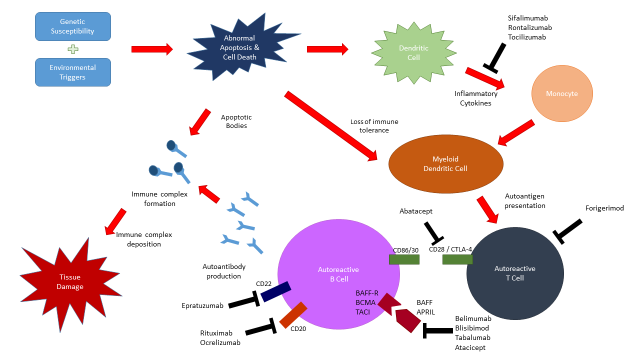 Genetic
Susceptibility
Environmental
Triggers
Abnormal
Apoptosis &
Cell Death
Dendritic
Cell
Sifalimumab
Rontalizumab
Tocilizumab
Inflammatory
Cytokines
Monocyte
Apoptotic
Bodies
Loss of immune
tolerance
Myeloid
Dendritic Cell
Immune complex
formation
Autoantigen
presentation
Abatacept
Forigerimod
Immune complex
deposition
Tissue
Damage
Autoantibody
production
CD86/30
CD28 / CTLA-4
Autoreactive
B Cell
Autoreactive
T Cell
CD22
Epratuzumab
BAFF-R
BCMA
TACI
BAFF
APRIL
CD20
Rituximab
Ocrelizumab
Belimumab
Blisibimod
Tabalumab
Atacicept